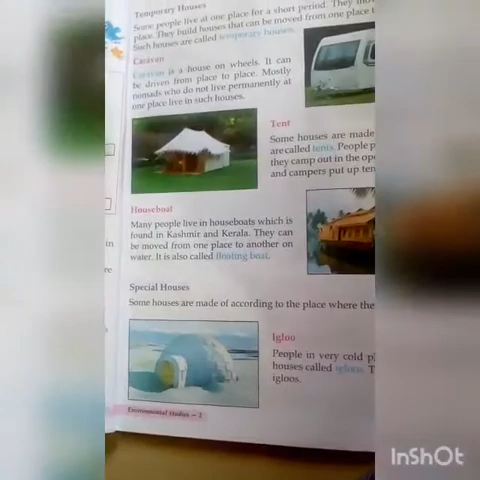 Temporary Houses
Some people live at one place for a short period. They mov
place. They build houses that can be moved from one place t
Such houses are called temporary houses.
Caravan
Caravan is a house on wheels. It can
be driven from place to place. Mostly
nomads who do not live permanently at
one place live in such houses.
Tent
Some houses are made
are called tents. People p
they camp out in the ope
and campers put up ten
Houseboat
Many people live in houseboats which is
found in Kashmir and Kerala. They can
be moved from one place to another on
water. It is also called floating boat.
Special Houses
Some houses are made of according to the place where the
Igloo
People in very cold pl
houses called igloos. T
igloos.
Environmental Studies – 2
in
re
InShOt